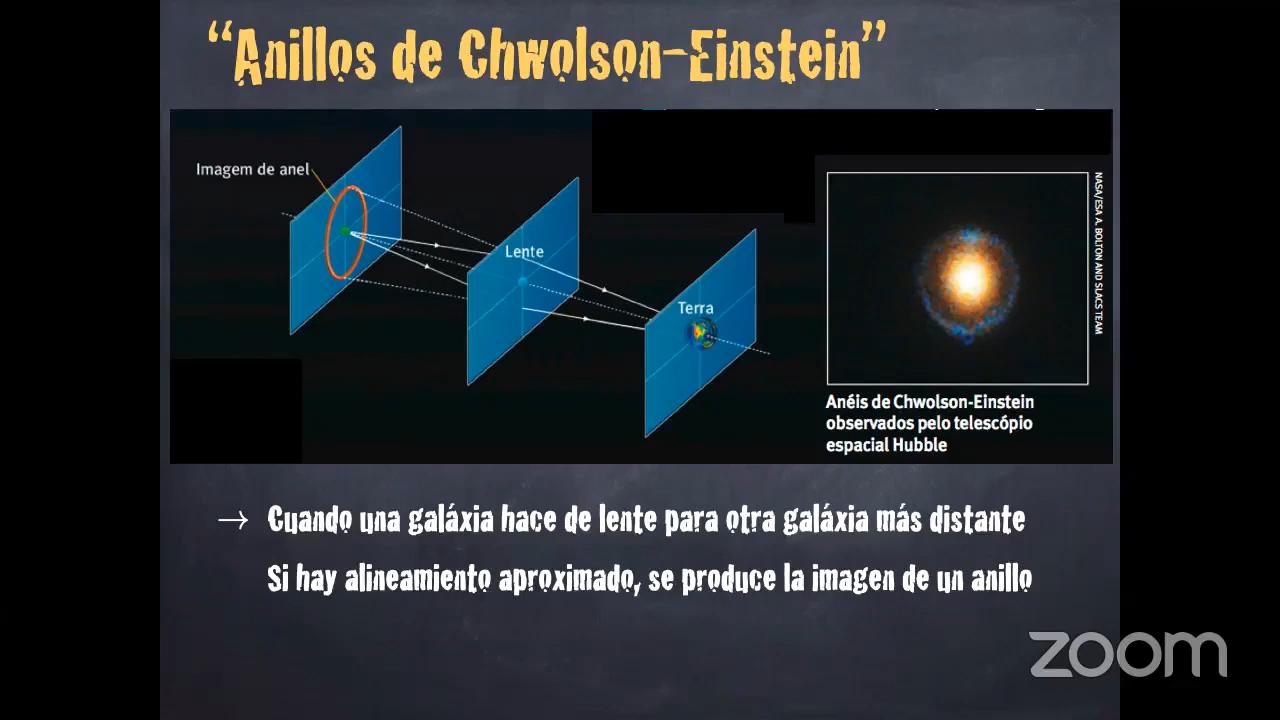 “Anillos de Chwolson-Einstein”
Imagem de anel
Lente
Terra
NASA/ESA A. BOLTON AND SLACS TEAM
Anéis de Chwolson-Einstein
observados pelo telescópio
espacial Hubble
→ Cuando una galáxia hace de lente para otra galáxia más distante
Si hay alineamiento aproximado, se produce la imagen de un anillo
zoom